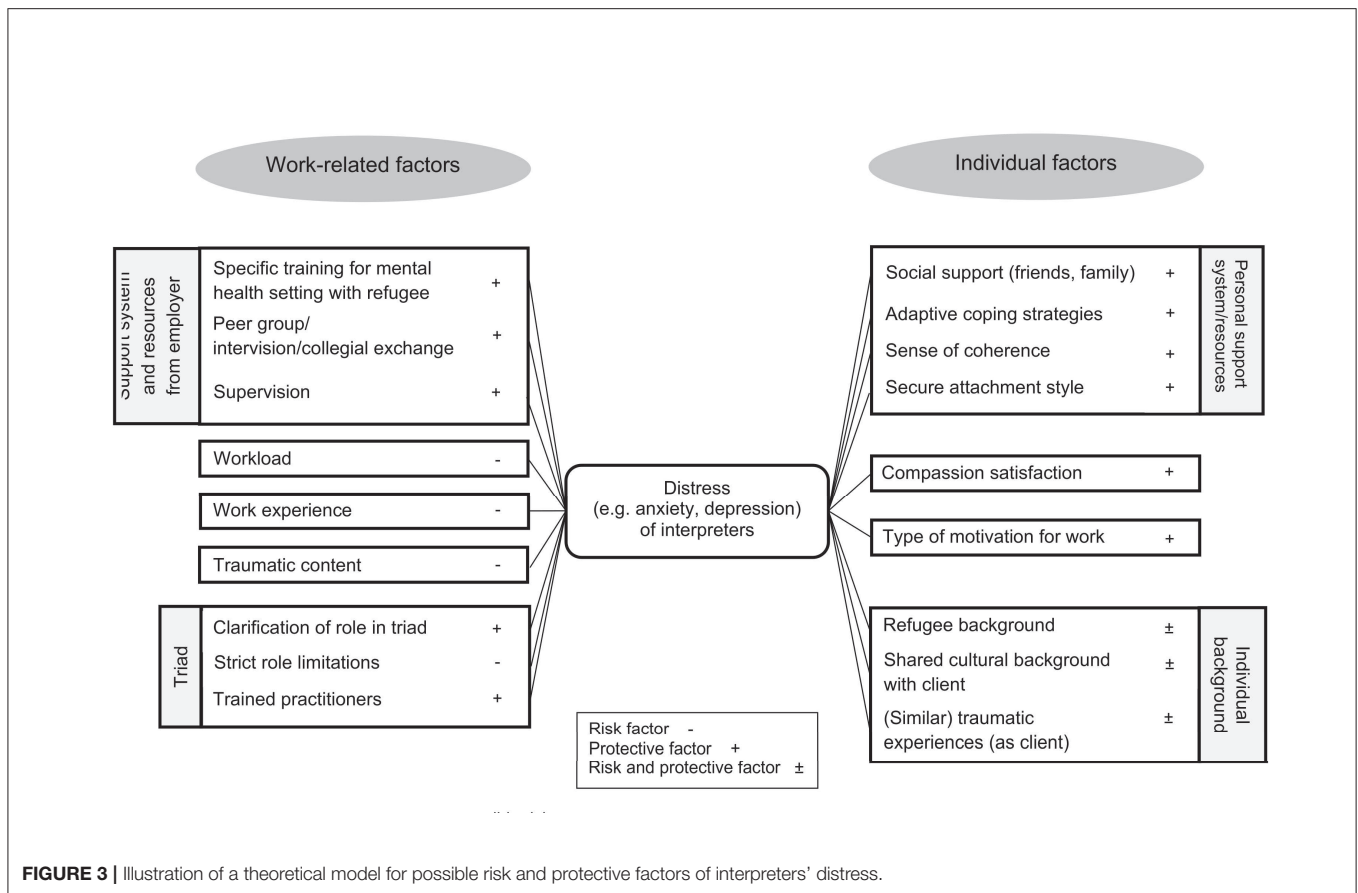 Work-related factors
Support system
and resources
from employer
Specific training for mental
health setting with refugee +
Peer group/
intervision/collegial exchange +
Supervision +
Workload -
Work experience -
Traumatic content -
Triad
Clarification of role in triad +
Strict role limitations -
Trained practitioners +
Distress
(e.g. anxiety, depression)
of interpreters
Risk factor -
Protective factor +
Risk and protective factor ±
Individual factors
Social support (friends, family) +
Adaptive coping strategies +
Sense of coherence +
Secure attachment style +
Personal support
system/resources
Compassion satisfaction +
Type of motivation for work +
Refugee background ±
Shared cultural background
with client ±
(Similar) traumatic
experiences (as client) ±
Individual
background
FIGURE 3 | Illustration of a theoretical model for possible risk and protective factors of interpreters' distress.